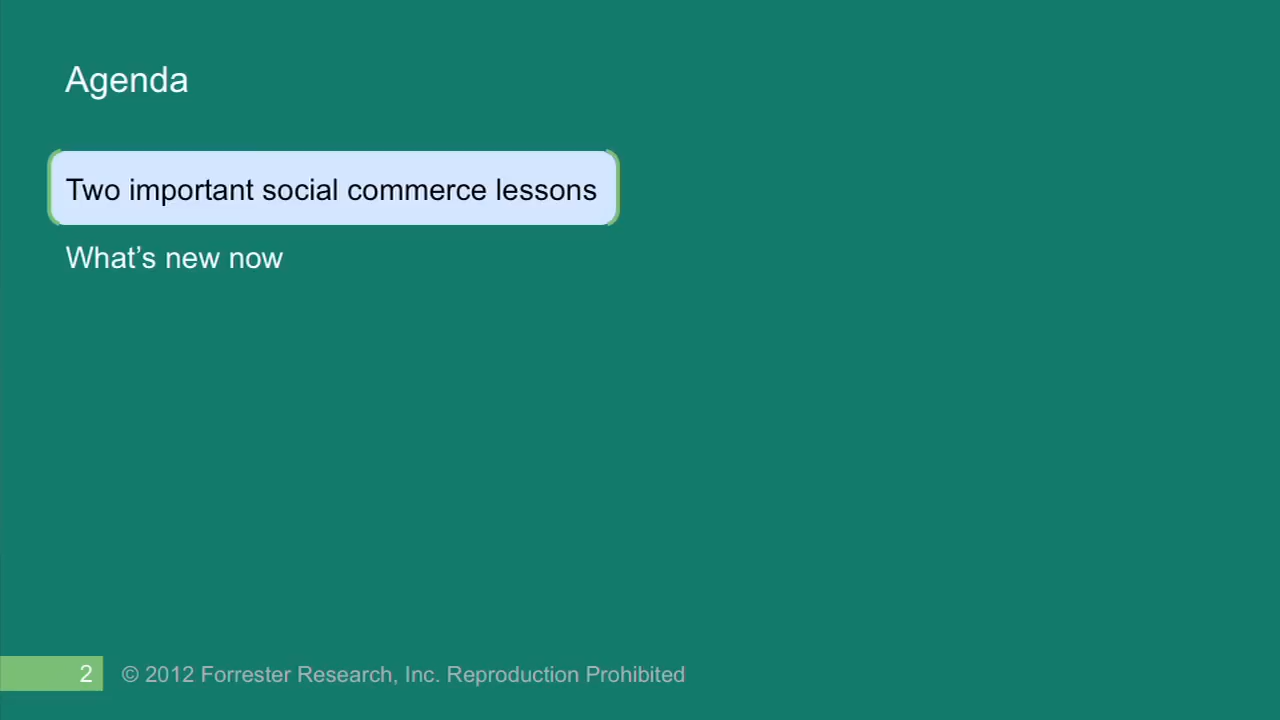 Agenda
Two important social commerce lessons
What’s new now
2 © 2012 Forrester Research, Inc. Reproduction Prohibited